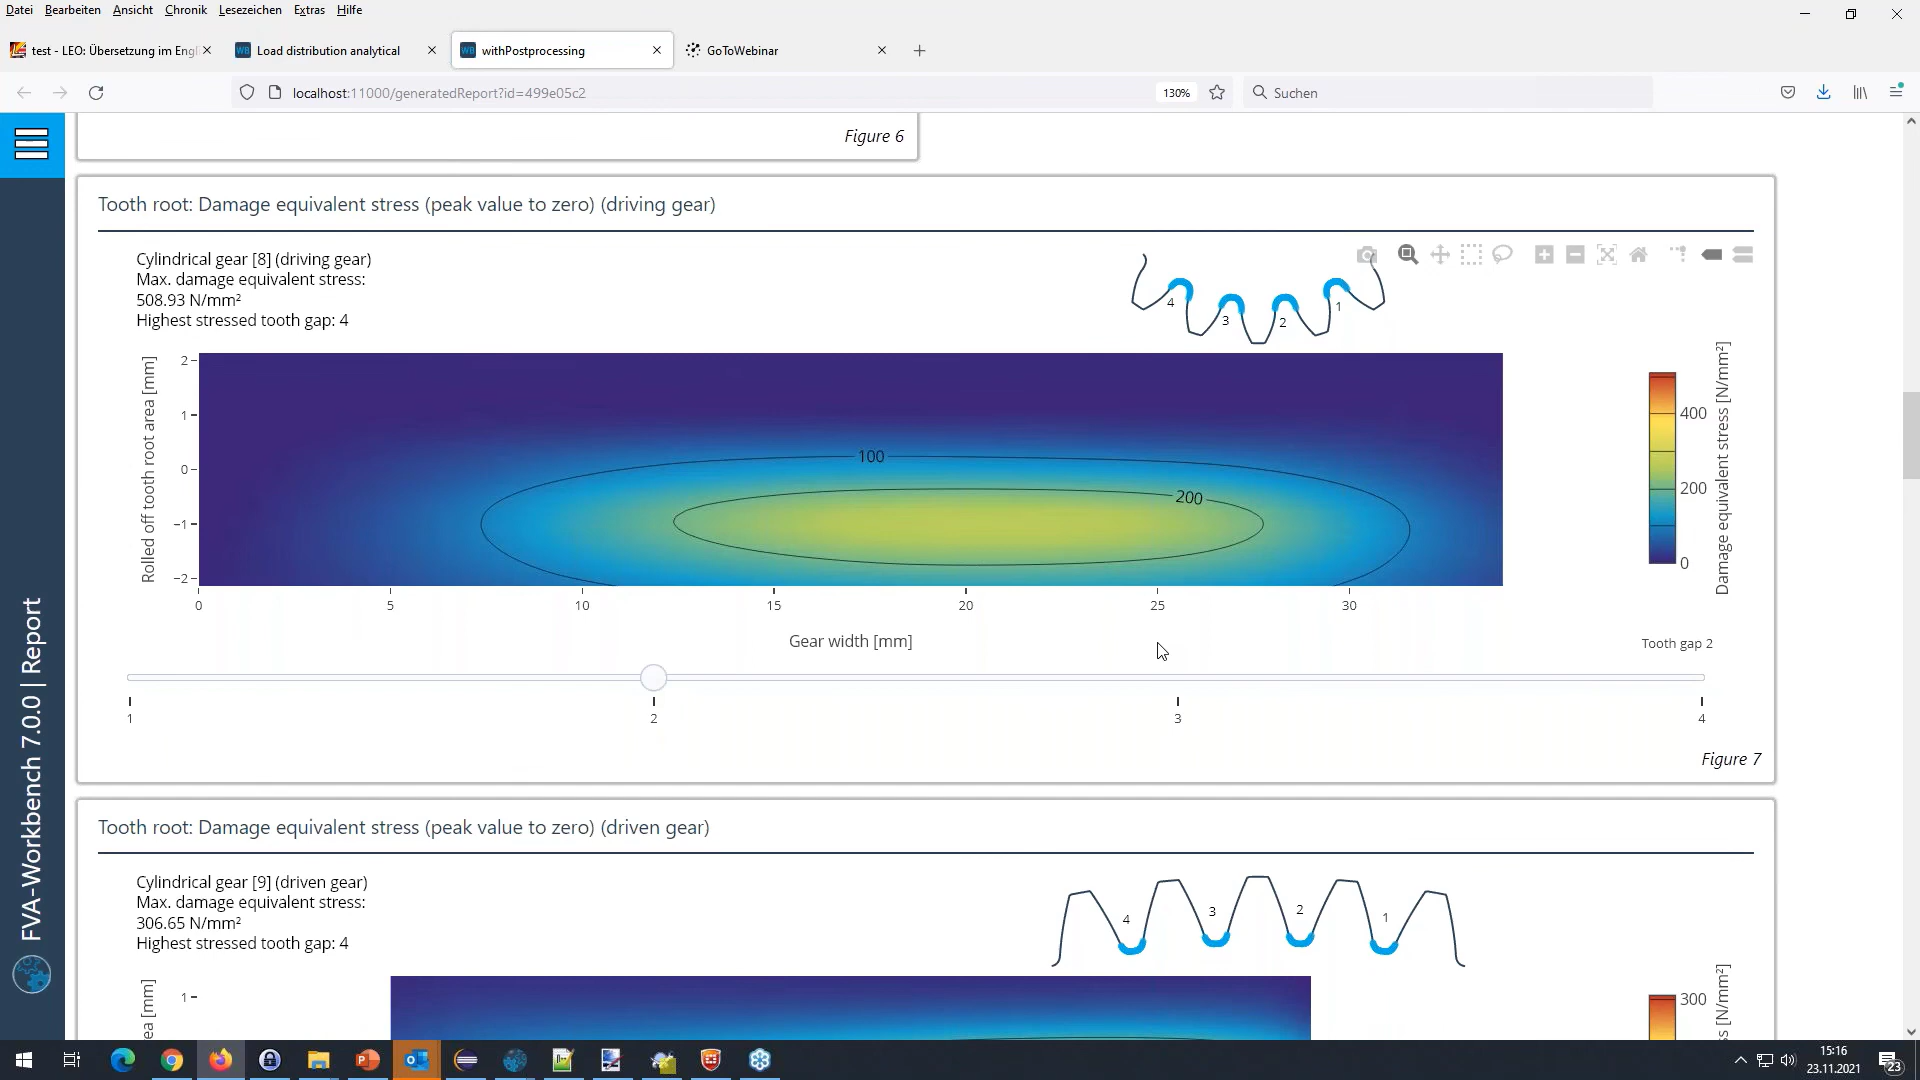 Datei Bearbeiten Ansicht Chronik Lesezeichen Extras Hilfe
test - LEO: Übersetzung im Engl
Load distribution analytical
withPostprocessing
GoToWebinar
localhost:11000/generatedReport?id=499e05c2
130%
Suchen
Figure 6
Tooth root: Damage equivalent stress (peak value to zero) (driving gear)
Cylindrical gear [8] (driving gear)
Max. damage equivalent stress:
508.93 N/mm²
Highest stressed tooth gap: 4
4
3
2
1
Rolled off tooth root area [mm]
2
1
0
−1
−2
100
200
0
5
10
15
20
25
30
Gear width [mm]
400
200
0
Damage equivalent stress [N/mm²]
Tooth gap 2
1
2
3
4
Figure 7
Tooth root: Damage equivalent stress (peak value to zero) (driven gear)
Cylindrical gear [9] (driven gear)
Max. damage equivalent stress:
306.65 N/mm²
Highest stressed tooth gap: 4
4
3
2
1
ea [mm]
1
300
s [N/mm²]
FVA-Workbench 7.0.0 | Report
15:16
23.11.2021
23